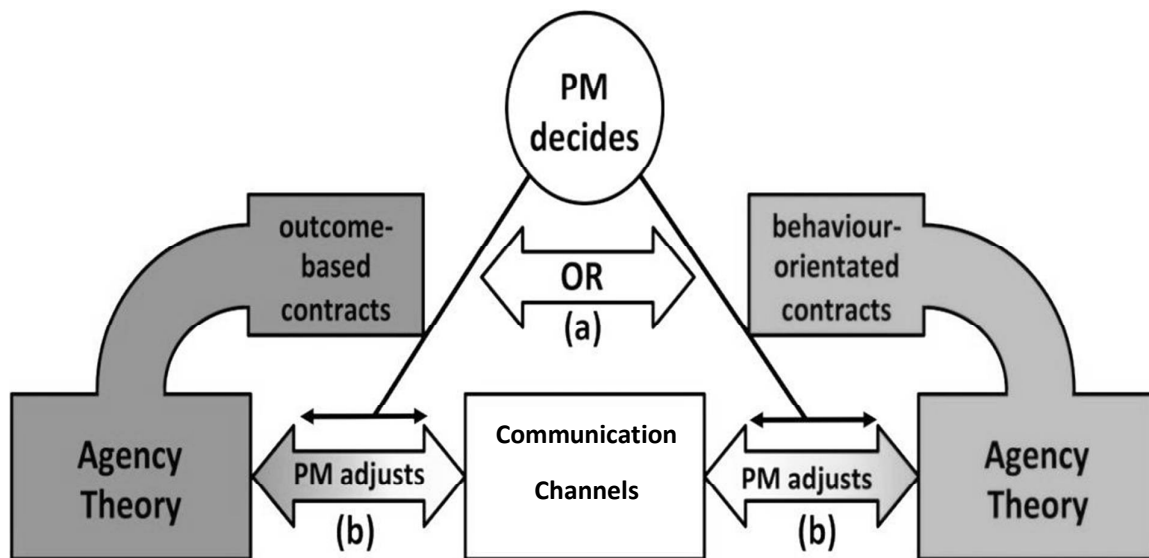 PM
decides
outcome-
based
contracts
OR
(a)
behaviour-
orientated
contracts
Agency
Theory
PM adjusts
(b)
Communication
Channels
PM adjusts
(b)
Agency
Theory